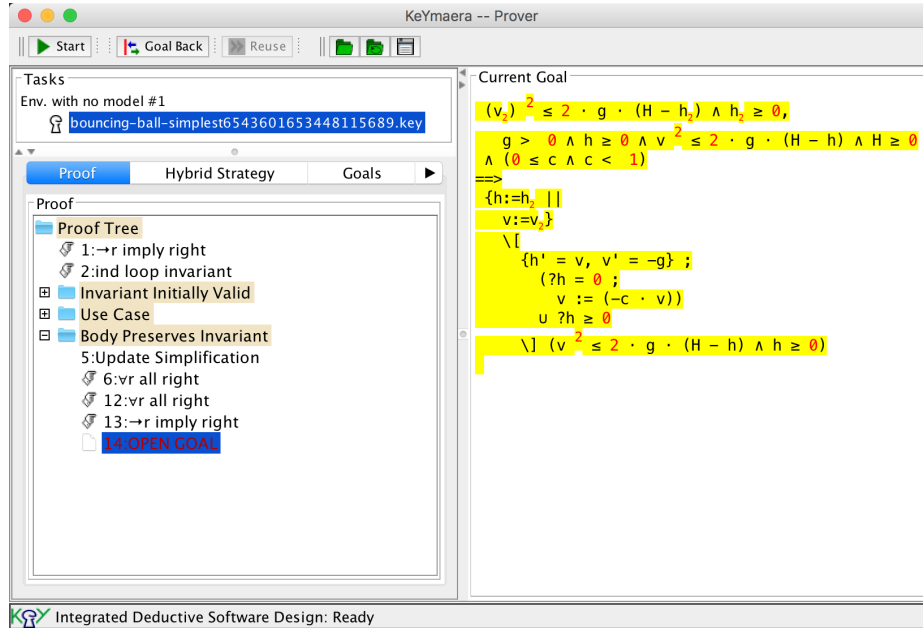 KeYmaera -- Prover
Start Goal Back Reuse
Tasks
Env. with no model #1
bouncing-ball-simplest6543601653448115689.key
Proof Hybrid Strategy Goals
Proof
Proof Tree
1:→r imply right
2:ind loop invariant
Invariant Initially Valid
Use Case
Body Preserves Invariant
5:Update Simplification
6:∀r all right
12:∀r all right
13:→r imply right
14:OPEN GOAL
Current Goal
(v₂) ² ≤ 2 · g · (H − h₂) ∧ h₂ ≥ 0,
g > 0 ∧ h ≥ 0 ∧ v ² ≤ 2 · g · (H − h) ∧ H ≥ 0
∧ (0 ≤ c ∧ c < 1)
==>
{h:=h₂ ||
v:=v₂}
\[
{h' = v, v' = -g} ;
(?h = 0 ;
v := (-c · v))
∪ ?h ≥ 0
\] (v ² ≤ 2 · g · (H − h) ∧ h ≥ 0)
KeY Integrated Deductive Software Design: Ready